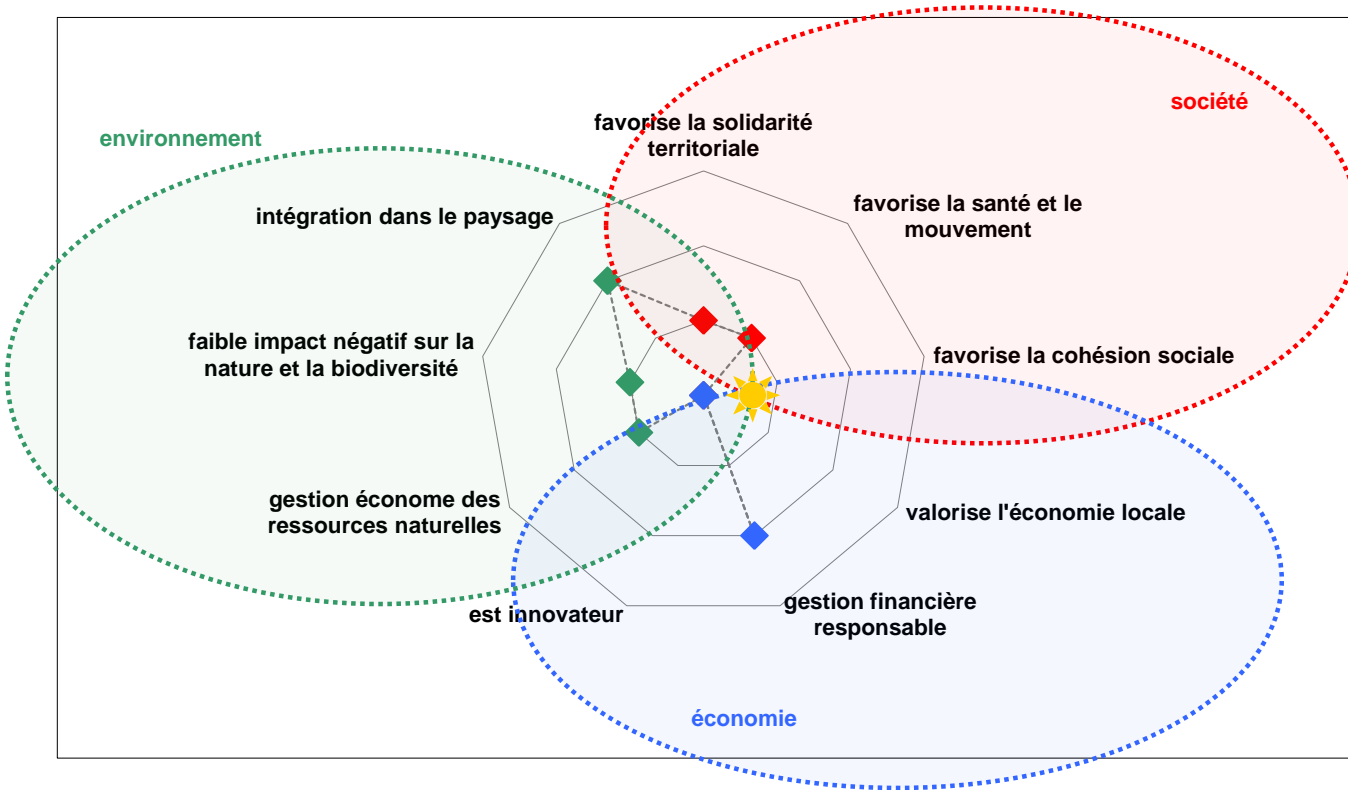 société
favorise la solidarité
territoriale
environnement
favorise la santé et le
mouvement
intégration dans le paysage
faible impact négatif sur la
nature et la biodiversité
favorise la cohésion sociale
gestion économe des
ressources naturelles
valorise l'économie locale
est innovateur
gestion financière
responsable
économie